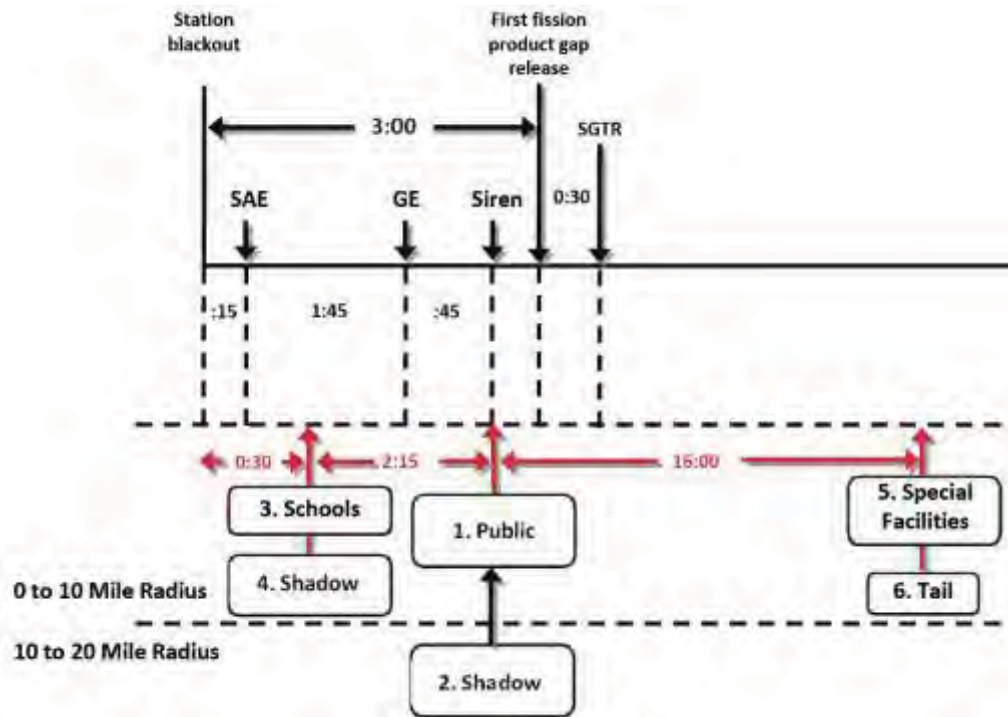 Station
blackout
First fission
product gap
release
3:00
SGTR
SAE
GE
Siren
0:30
:15
1:45
:45
0:30
2:15
16:00
3. Schools
1. Public
5. Special
Facilities
4. Shadow
6. Tail
0 to 10 Mile Radius
10 to 20 Mile Radius
2. Shadow